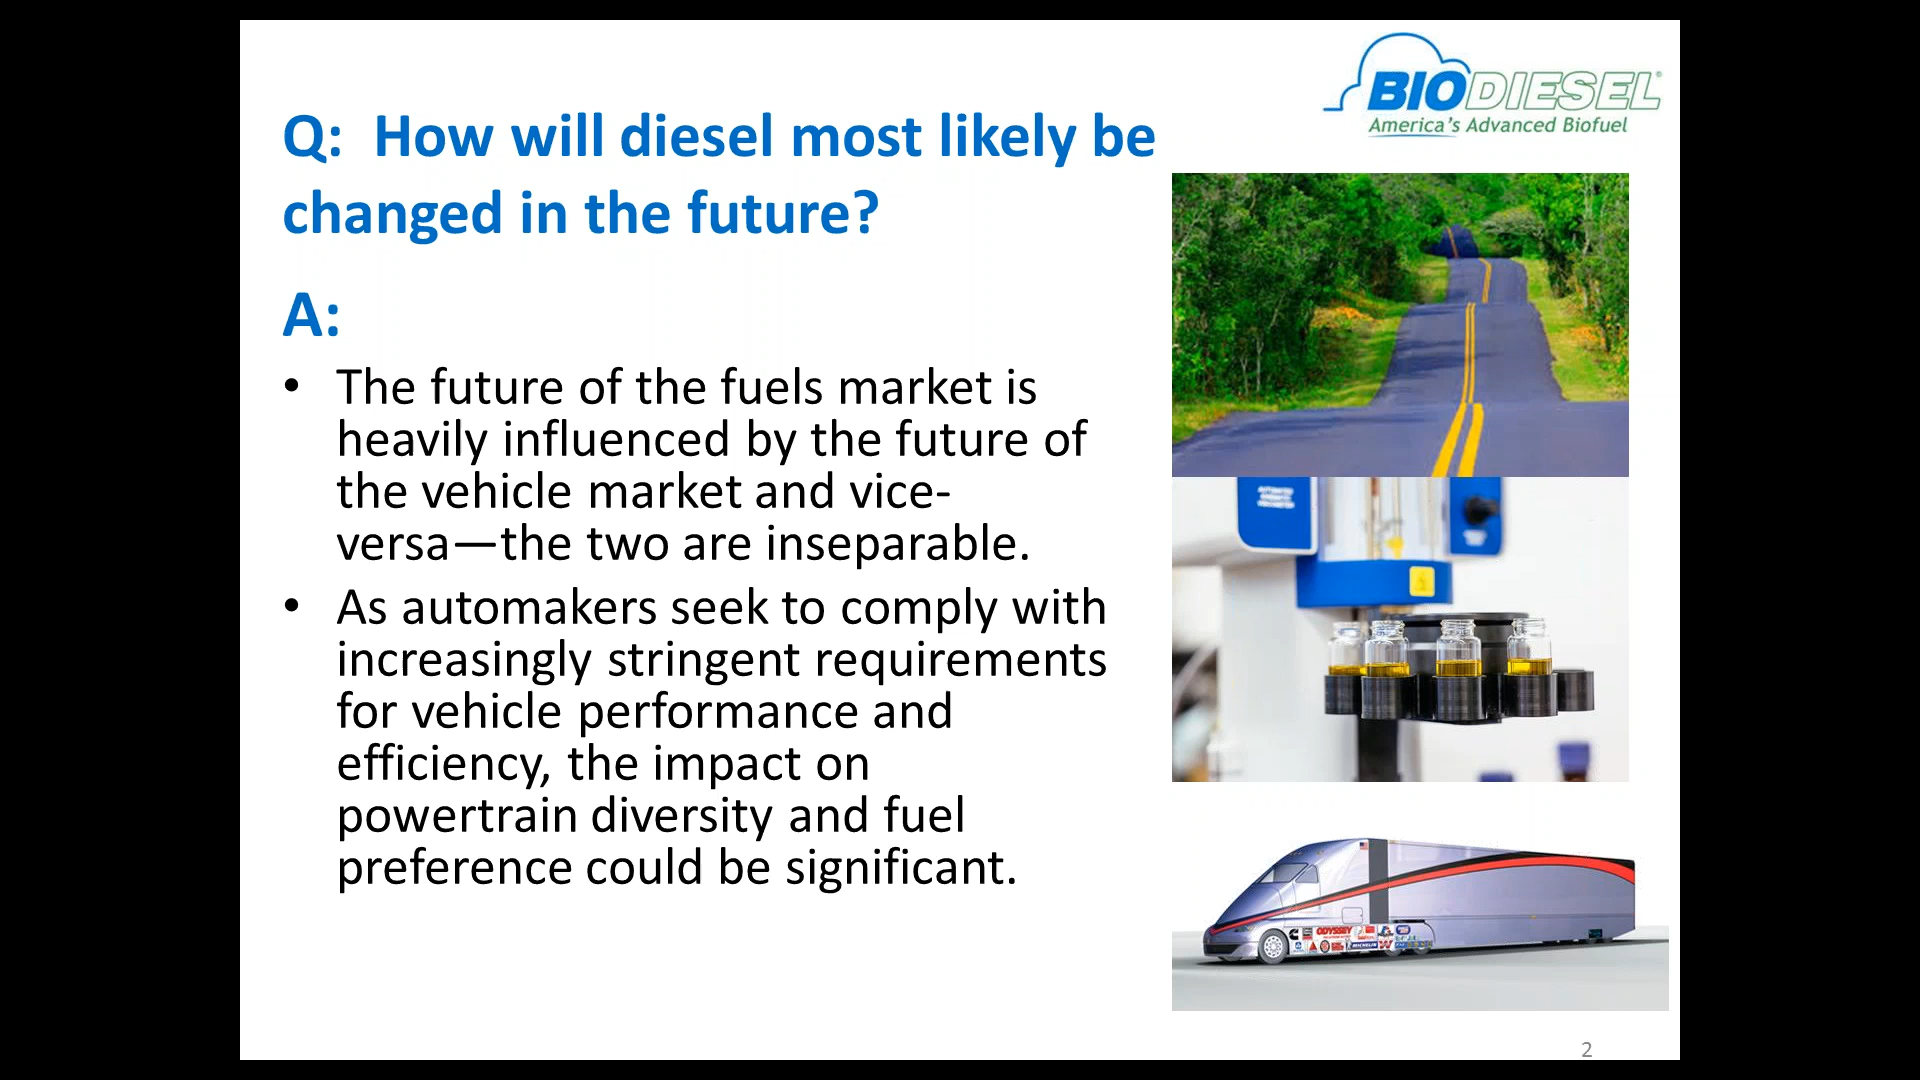 BIODIESEL
America's Advanced Biofuel
Q: How will diesel most likely be
changed in the future?
A:
• The future of the fuels market is
heavily influenced by the future of
the vehicle market and vice-
versa—the two are inseparable.
• As automakers seek to comply with
increasingly stringent requirements
for vehicle performance and
efficiency, the impact on
powertrain diversity and fuel
preference could be significant.
ODYSSEY
MICHELIN
2